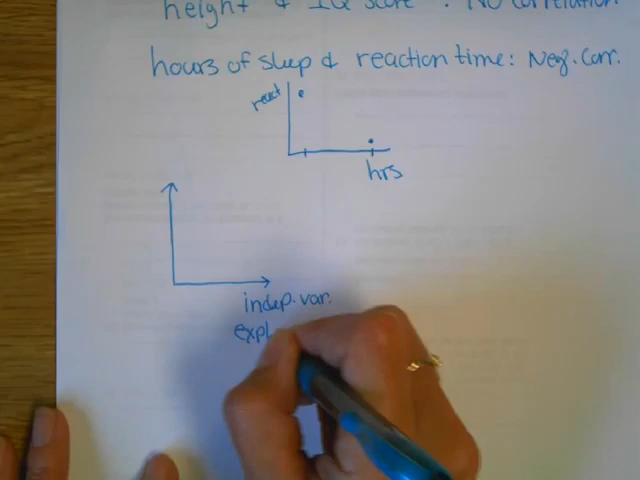 height & IQ score : No correlation
hours of sleep & reaction time: Neg. Corr.
react
hrs
indep. var.
expl